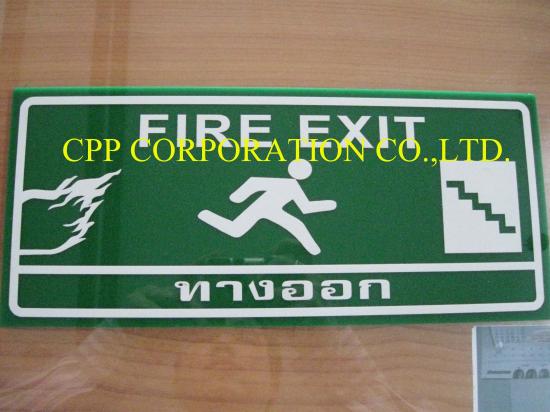 FIRE EXIT
CPP CORPORATION CO.,LTD.
ทางออก